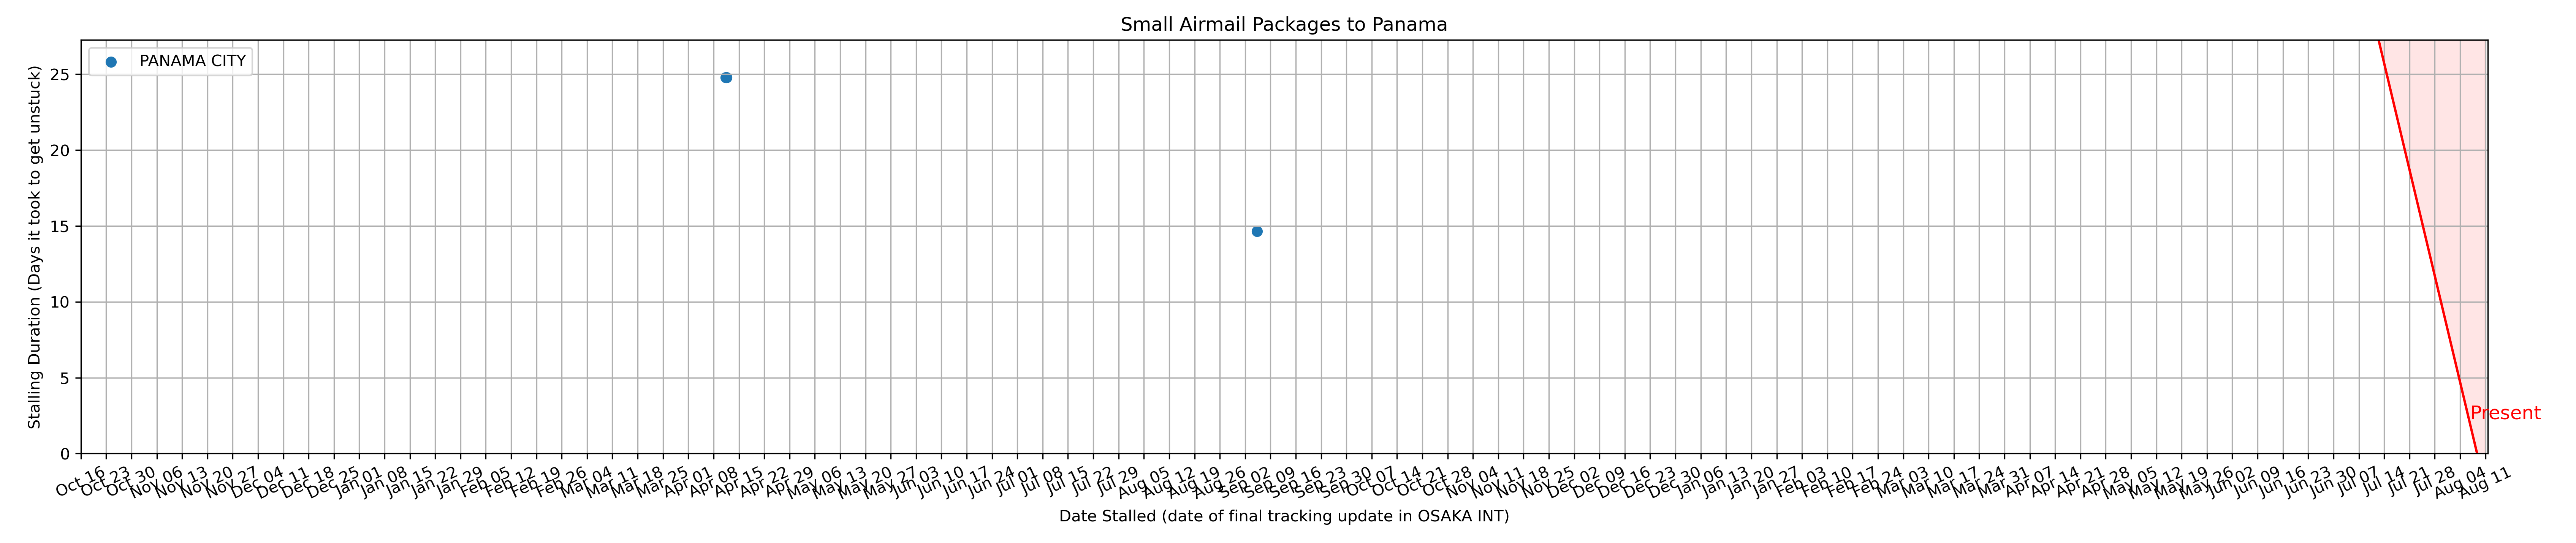 Small Airmail Packages to Panama
PANAMA CITY
Stalling Duration (Days it took to get unstuck)
25
20
15
10
5
0
Present
Oct 16 Oct 23 Oct 30 Nov 06 Nov 13 Nov 20 Nov 27 Dec 04 Dec 11 Dec 18 Dec 25 Jan 01 Jan 08 Jan 15 Jan 22 Jan 29 Feb 05 Feb 12 Feb 19 Feb 26 Mar 04 Mar 11 Mar 18 Mar 25 Apr 01 Apr 08 Apr 15 Apr 22 Apr 29 May 06 May 13 May 20 May 27 Jun 03 Jun 10 Jun 17 Jun 24 Jul 01 Jul 08 Jul 15 Jul 22 Jul 29 Aug 05 Aug 12 Aug 19 Aug 26 Sep 02 Sep 09 Sep 16 Sep 23 Sep 30 Oct 07 Oct 14 Oct 21 Oct 28 Nov 04 Nov 11 Nov 18 Nov 25 Dec 02 Dec 09 Dec 16 Dec 23 Dec 30 Jan 06 Jan 13 Jan 20 Jan 27 Feb 03 Feb 10 Feb 17 Feb 24 Mar 03 Mar 10 Mar 17 Mar 24 Mar 31 Apr 07 Apr 14 Apr 21 Apr 28 May 05 May 12 May 19 May 26 Jun 02 Jun 09 Jun 16 Jun 23 Jun 30 Jul 07 Jul 14 Jul 21 Jul 28 Aug 04 Aug 11
Date Stalled (date of final tracking update in OSAKA INT)